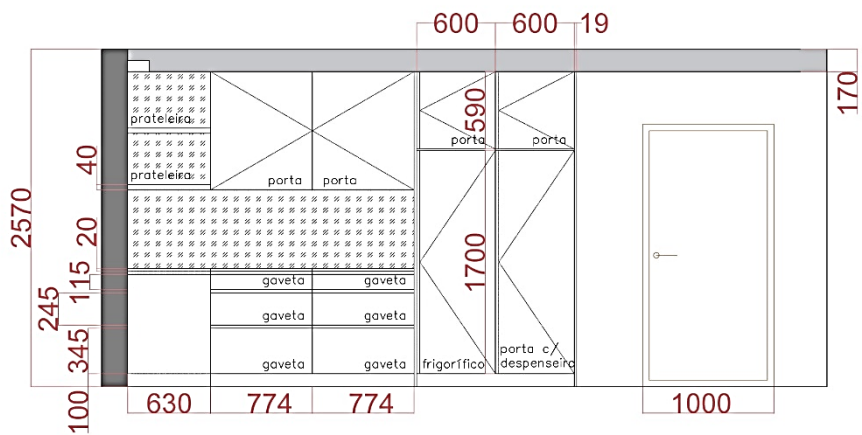 600 600 19
170
590
prateleira
porta porta
40
prateleira porta porta
2570
20
1700
115
gaveta gaveta
245
gaveta gaveta
345
porta c/
gaveta gaveta frigorífico despenseiro
100
630 774 774 1000